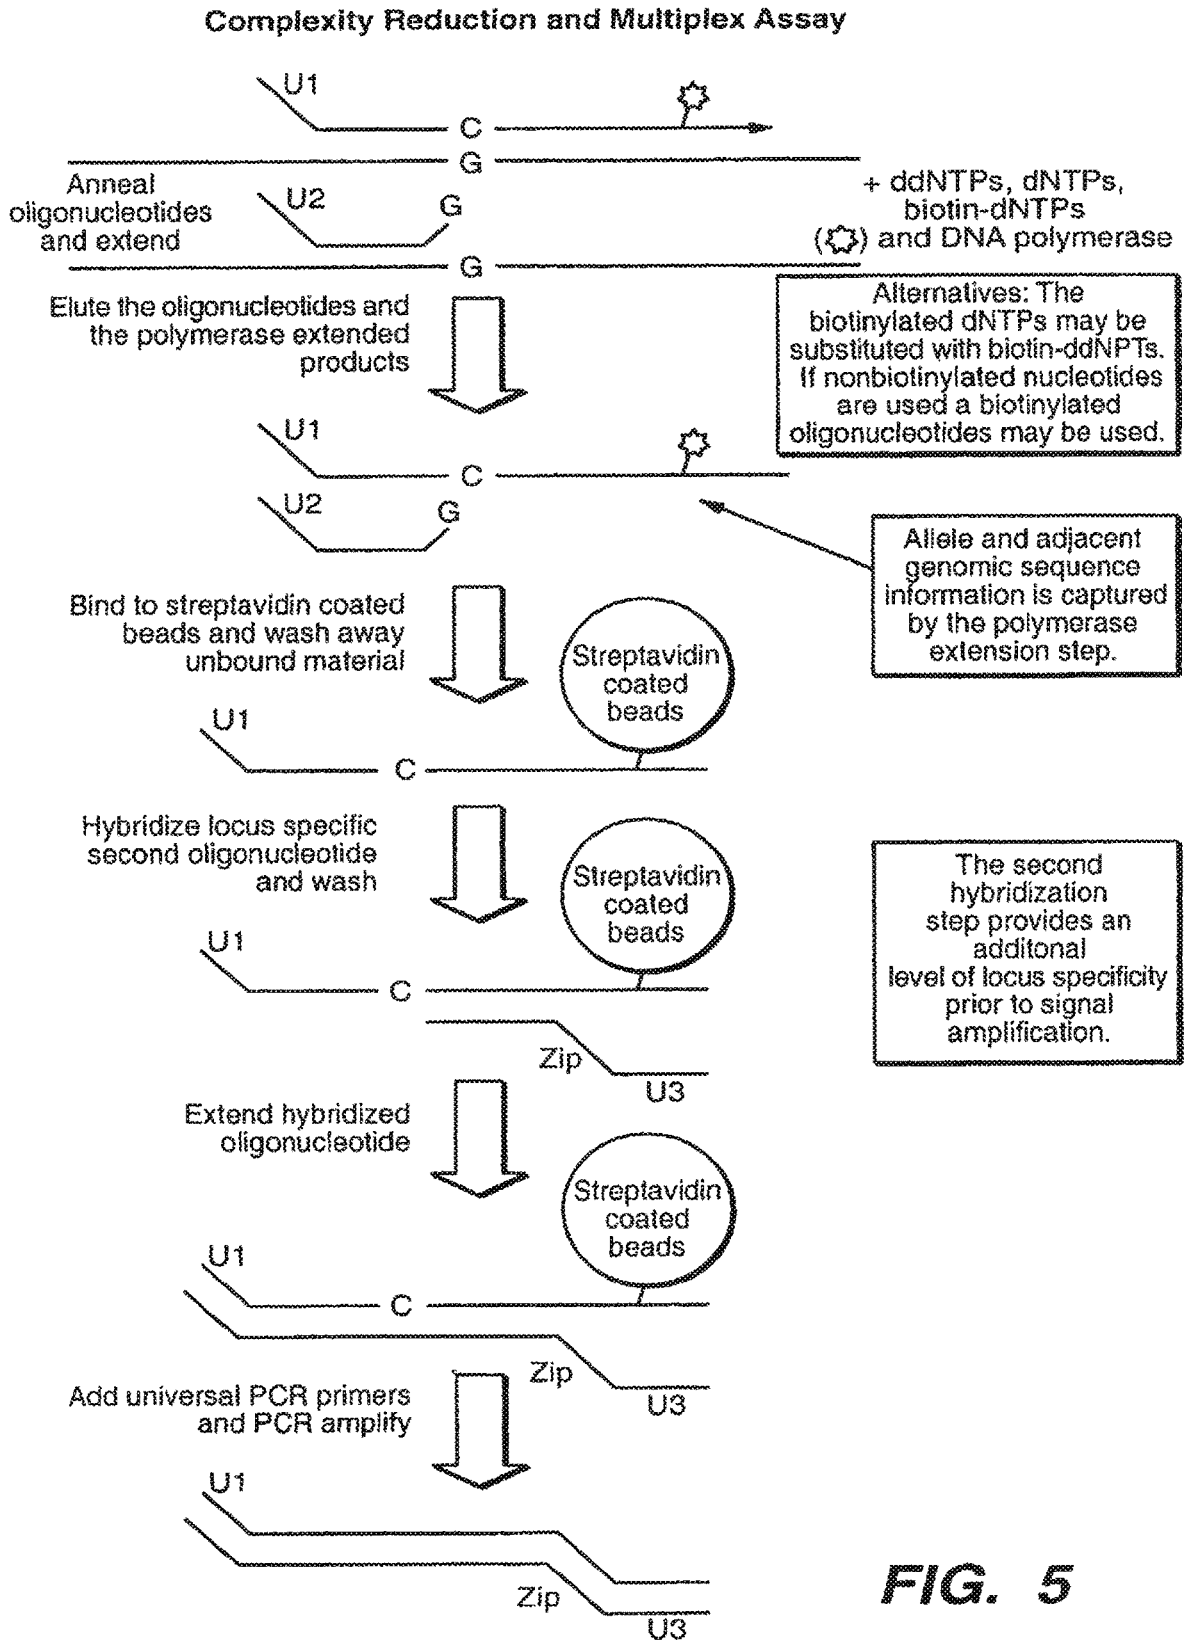 Complexity Reduction and Multiplex Assay
U1
C
G
Anneal
oligonucleotides
and extend
U2
G
G
+ ddNTPs, dNTPs,
biotin-dNTPs
( ) and DNA polymerase
Elute the oligonucleotides and
the polymerase extended
products
Alternatives: The
biotinylated dNTPs may be
substituted with biotin-ddNPTs.
If nonbiotinylated nucleotides
are used a biotinylated
oligonucleotides may be used.
U1
C
U2
G
Allele and adjacent
genomic sequence
information is captured
by the polymerase
extension step.
Bind to streptavidin coated
beads and wash away
unbound material
Streptavidin
coated
beads
U1
C
Hybridize locus specific
second oligonucleotide
and wash
Streptavidin
coated
beads
The second
hybridization
step provides an
additonal
level of locus specificity
prior to signal
amplification.
U1
C
Zip
U3
Extend hybridized
oligonucleotide
Streptavidin
coated
beads
U1
C
Zip
U3
Add universal PCR primers
and PCR amplify
U1
Zip
U3
FIG. 5